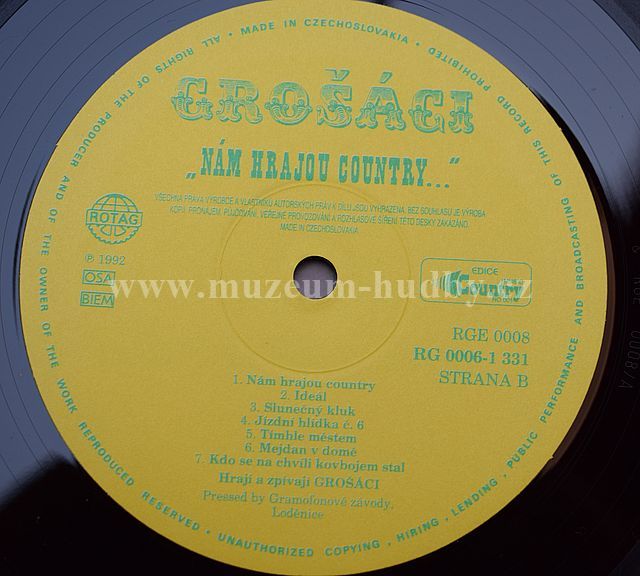 • MADE IN CZECHOSLOVAKIA • ALL RIGHTS OF THE PRODUCER AND OF THE OWNER OF THE WORK REPRODUCED RESERVED • UNAUTHORIZED COPYING • HIRING • LENDING • PUBLIC PERFORMANCE AND BROADCASTING OF THIS RECORD PROHIBITED
GROŠÁCI
„NÁM HRAJOU COUNTRY...“
VŠECHNA PRÁVA VÝROBCE A VLASTNÍKU AUTORSKÝCH PRÁV K DÍLU JSOU VYHRAZENA. BEZ SOUHLASU JE VÝROBA
KOPIÍ, PRONÁJEM, PŮJČOVÁNÍ, VEŘEJNÉ PROVOZOVÁNÍ A ROZHLASOVÉ ŠÍŘENÍ TÉTO DESKY ZAKÁZÁNO.
MADE IN CZECHOSLOVAKIA
ROTAG
℗ 1992
OSA
BIEM
EDICE
Country
www.muzeum-hudby.cz
RGE 0008
RG 0006-1 331
STRANA B
1. Nám hrajou country
2. Ideál
3. Slunečný kluk
4. Jízdní hlídka č. 6
5. Tímhle městem
6. Mejdan v domě
7. Kdo se na chvíli kovbojem stal
Hrají a zpívají GROŠÁCI
Pressed by Gramofonové závody,
Loděnice